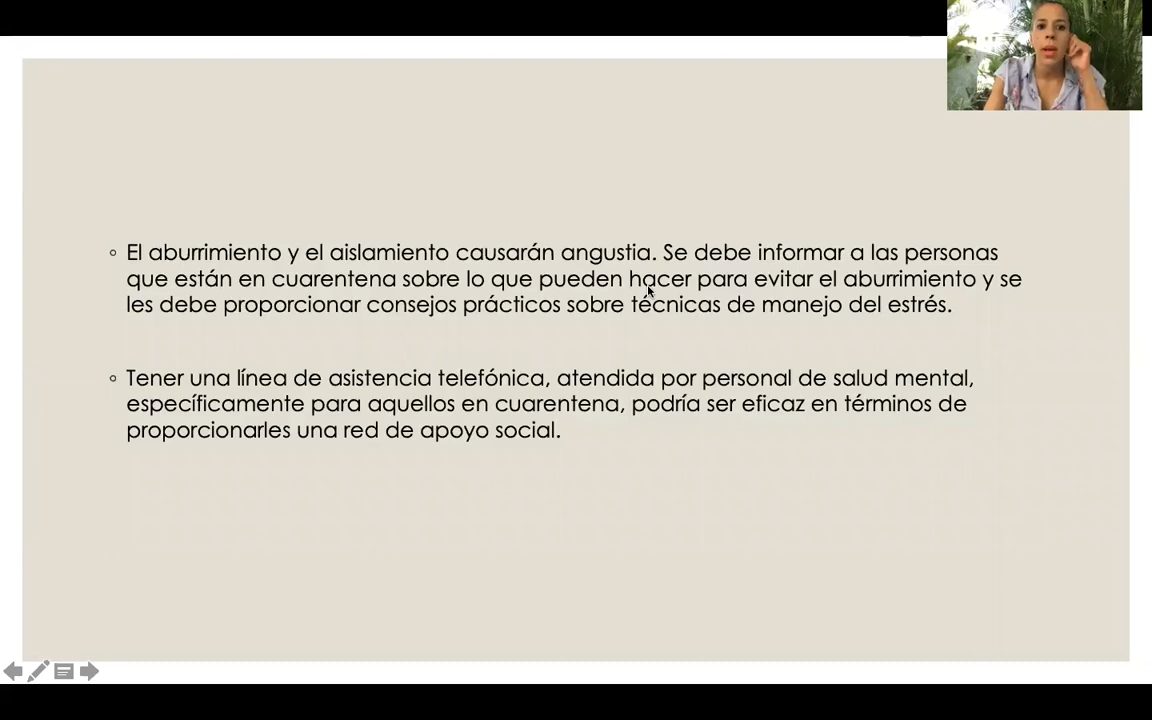 ◦ El aburrimiento y el aislamiento causarán angustia. Se debe informar a las personas
que están en cuarentena sobre lo que pueden hacer para evitar el aburrimiento y se
les debe proporcionar consejos prácticos sobre técnicas de manejo del estrés.
◦ Tener una línea de asistencia telefónica, atendida por personal de salud mental,
específicamente para aquellos en cuarentena, podría ser eficaz en términos de
proporcionarles una red de apoyo social.